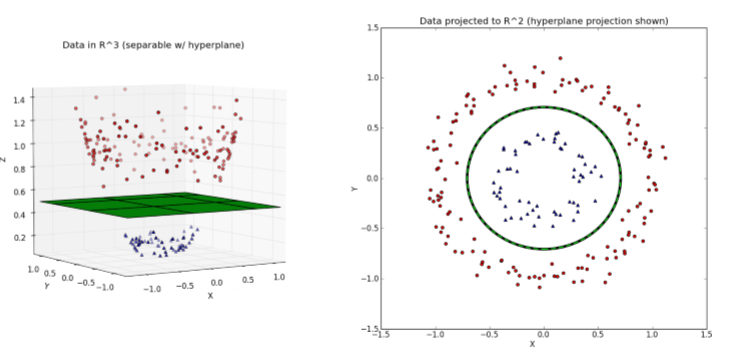 Data in R^3 (separable w/ hyperplane)
1.4
1.2
1.0
0.8
0.6
0.4
0.2
Z
1.0 0.5 0.0 −0.5 −1.0
Y
−1.0 −0.5 0.0 0.5 1.0
X
Data projected to R^2 (hyperplane projection shown)
1.5
1.0
0.5
0.0
−0.5
−1.0
−1.5
Y
−1.5 −1.0 −0.5 0.0 0.5 1.0 1.5
X